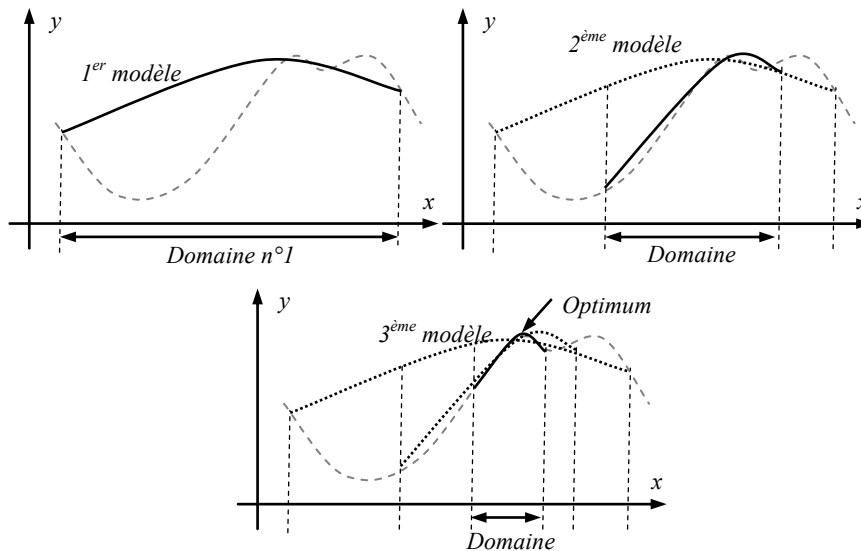 y
1er modèle
x
Domaine n°1
y
2ème modèle
x
Domaine
y
Optimum
3ème modèle
x
Domaine